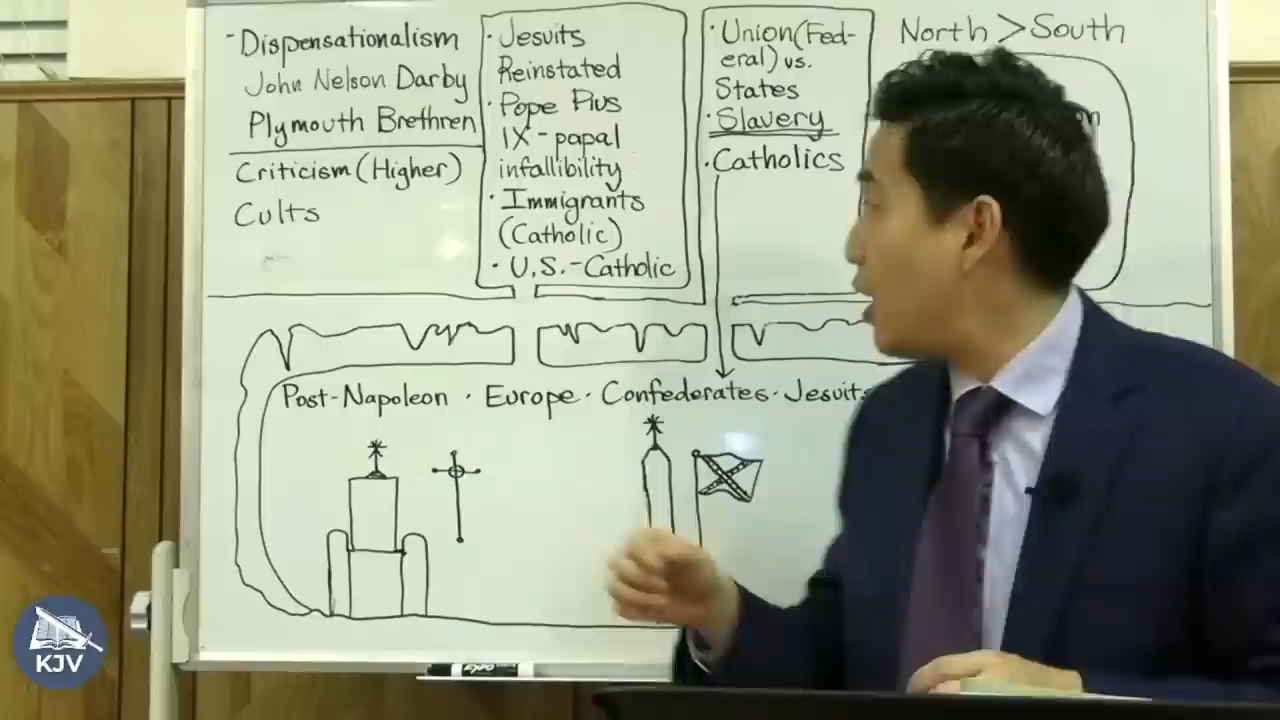 - Dispensationalism
John Nelson Darby
Plymouth Brethren
Criticism (Higher)
Cults
· Jesuits
Reinstated
· Pope Pius
IX - papal
infallibility
· Immigrants
(Catholic)
· U.S. - Catholic
· Union (Fed-
eral) vs.
States
· Slavery
· Catholics
North > South
Post-Napoleon · Europe · Confederates · Jesuits
KJV